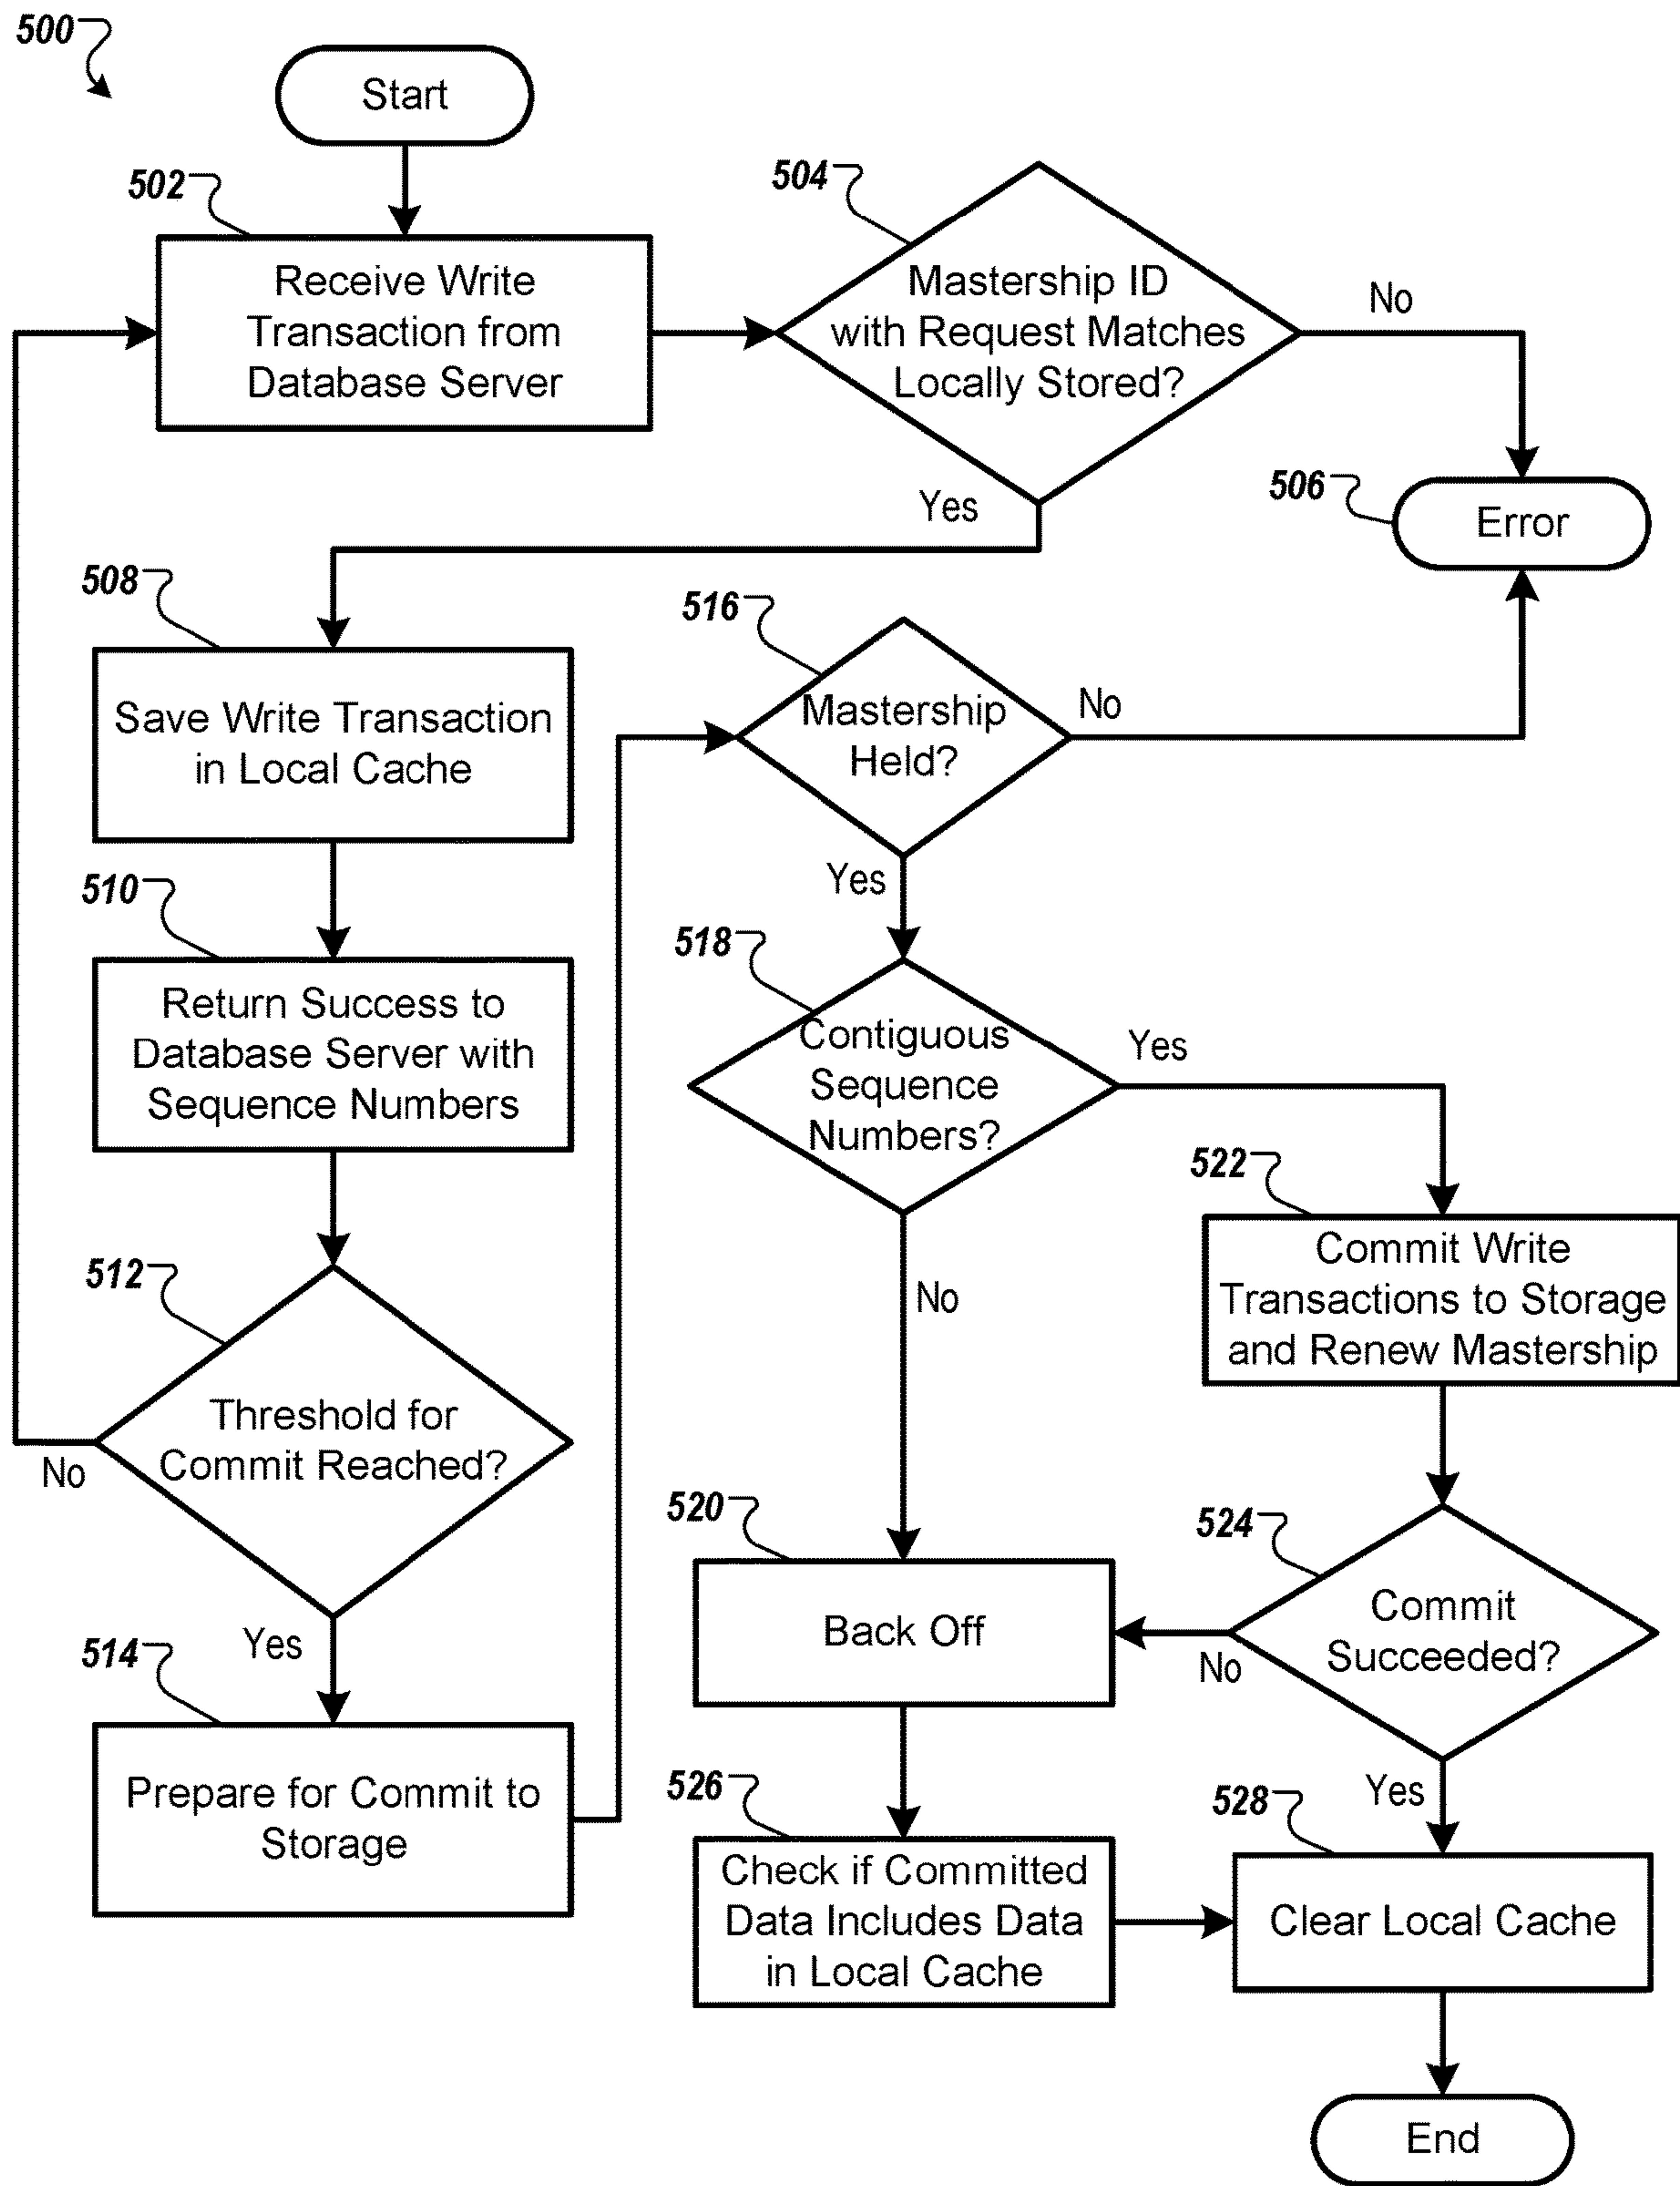 500
Start
502
Receive Write
Transaction from
Database Server
504
Mastership ID
with Request Matches
Locally Stored?
No
Yes
506
Error
508
Save Write Transaction
in Local Cache
516
Mastership
Held?
No
Yes
510
Return Success to
Database Server with
Sequence Numbers
518
Contiguous
Sequence
Numbers?
Yes
No
512
Threshold for
Commit Reached?
No
Yes
522
Commit Write
Transactions to Storage
and Renew Mastership
514
Prepare for Commit to
Storage
520
Back Off
524
Commit
Succeeded?
No
Yes
526
Check if Committed
Data Includes Data
in Local Cache
528
Clear Local Cache
End